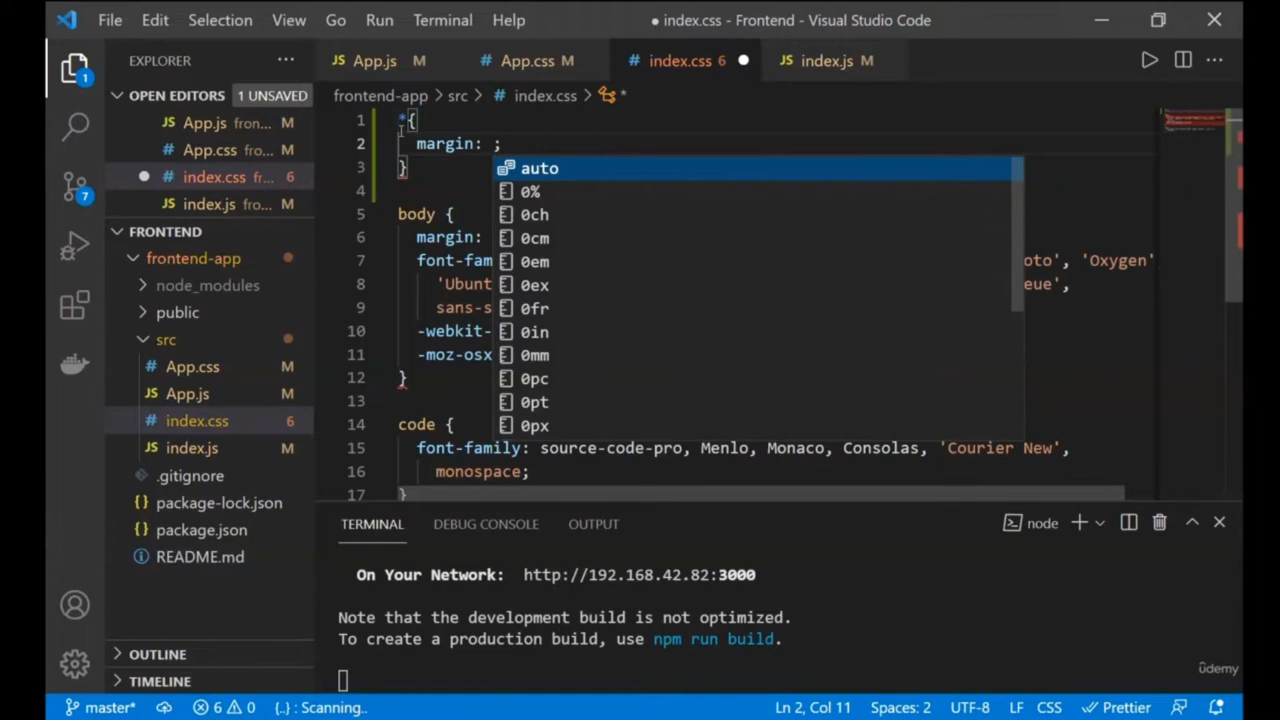 File Edit Selection View Go Run Terminal Help ● index.css - Frontend - Visual Studio Code
EXPLORER ...
JS App.js M # App.css M # index.css 6 ● JS index.js M
1
OPEN EDITORS 1 UNSAVED
frontend-app > src > # index.css > *
JS App.js fron... M
# App.css fron... M
● # index.css fr... 6
JS index.js fro... M
1 *{
2 margin: ;
3 }
4
5 body {
6 margin:
7 font-fam oto', 'Oxygen'
8 'Ubunt eue',
9 sans-s
10 -webkit-
11 -moz-osx
12 }
13
14 code {
15 font-family: source-code-pro, Menlo, Monaco, Consolas, 'Courier New',
16 monospace;
17 }
auto
0%
0ch
0cm
0em
0ex
0fr
0in
0mm
0pc
0pt
0px
7
FRONTEND
frontend-app
node_modules
public
src
# App.css M
JS App.js M
# index.css 6
JS index.js M
.gitignore
{} package-lock.json
{} package.json
README.md
OUTLINE
TIMELINE
TERMINAL DEBUG CONSOLE OUTPUT node
On Your Network: http://192.168.42.82:3000
Note that the development build is not optimized.
To create a production build, use npm run build.
ûdemy
master* 6 0 {..} : Scanning.. Ln 2, Col 11 Spaces: 2 UTF-8 LF CSS Prettier